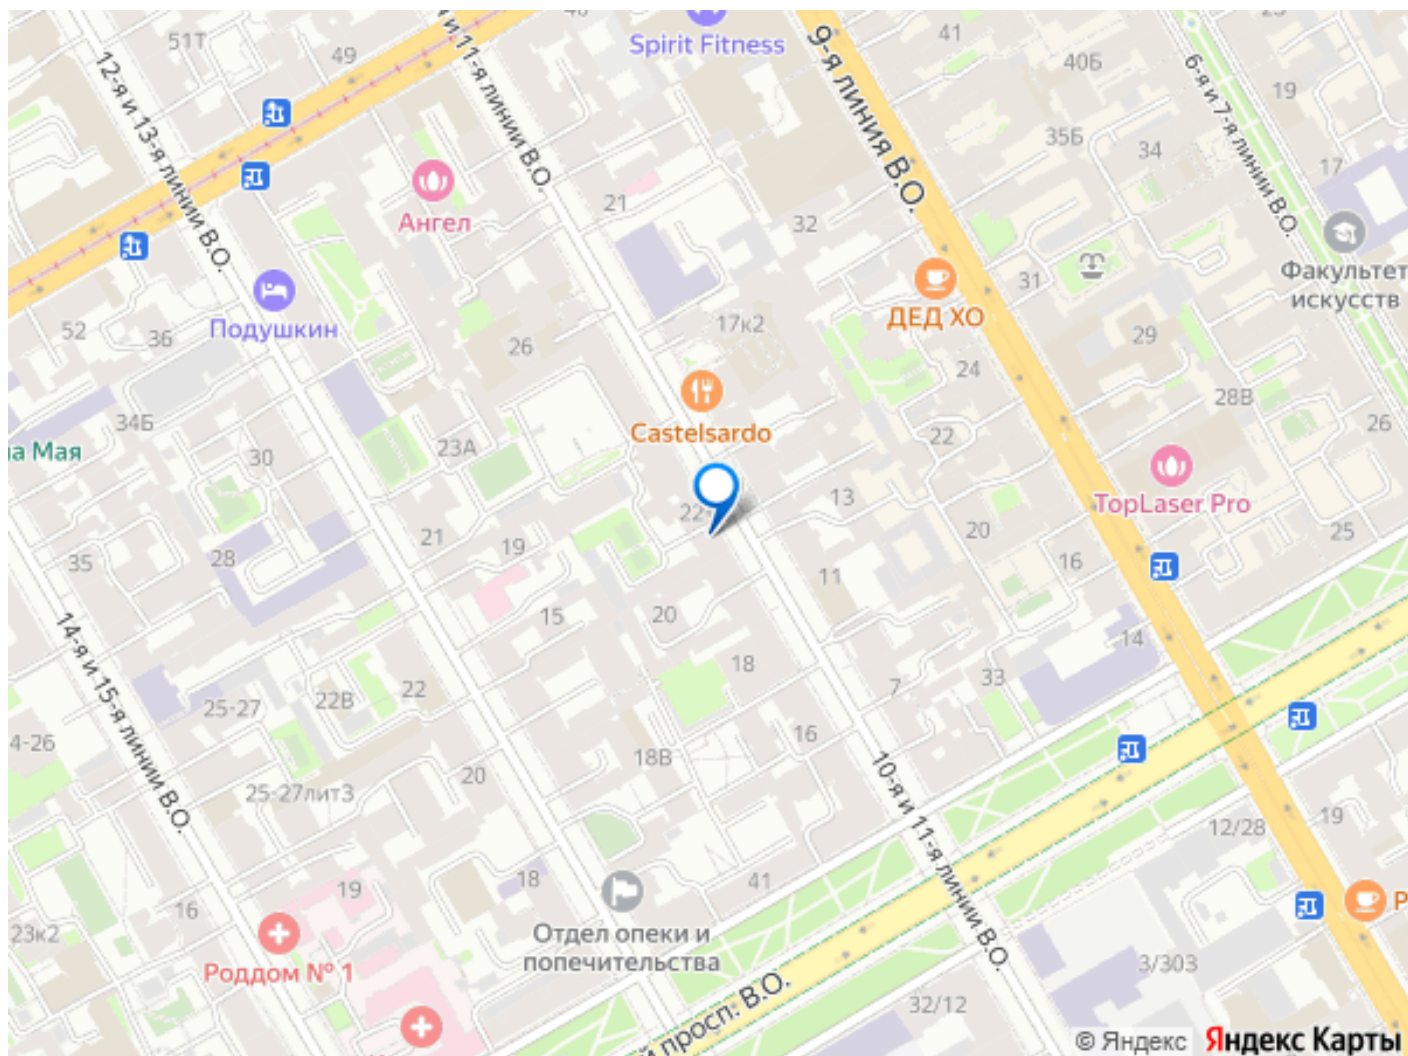 51Т
49
Spirit Fitness
41
40Б
19
12-я и 13-я линии В.О.
и 11-я линии В.О.
9-я линия В.О.
6-я и 7-я линии В.О.
35Б
34
17
Ангел
21
32
Факультет
искусств
31
Подушкин
ДЕД ХО
52
36
26
17к2
29
24
28В
34Б
Castelsardo
22
26
а Мая
23А
30
TopLaser Pro
13
22
21
19
20
25
35
28
16
11
15
20
14
14-я и 15-я линии В.О.
18
33
7
25-27
22В
22
4-26
16
18В
20
10-я и 11-я линии В.О.
25-27лит3
12/28
19
19
18
41
16
23к2
Отдел опеки и
попечительства
Роддом № 1
3/303
32/12
й просп. В.О.
Р
© Яндекс Яндекс Карты